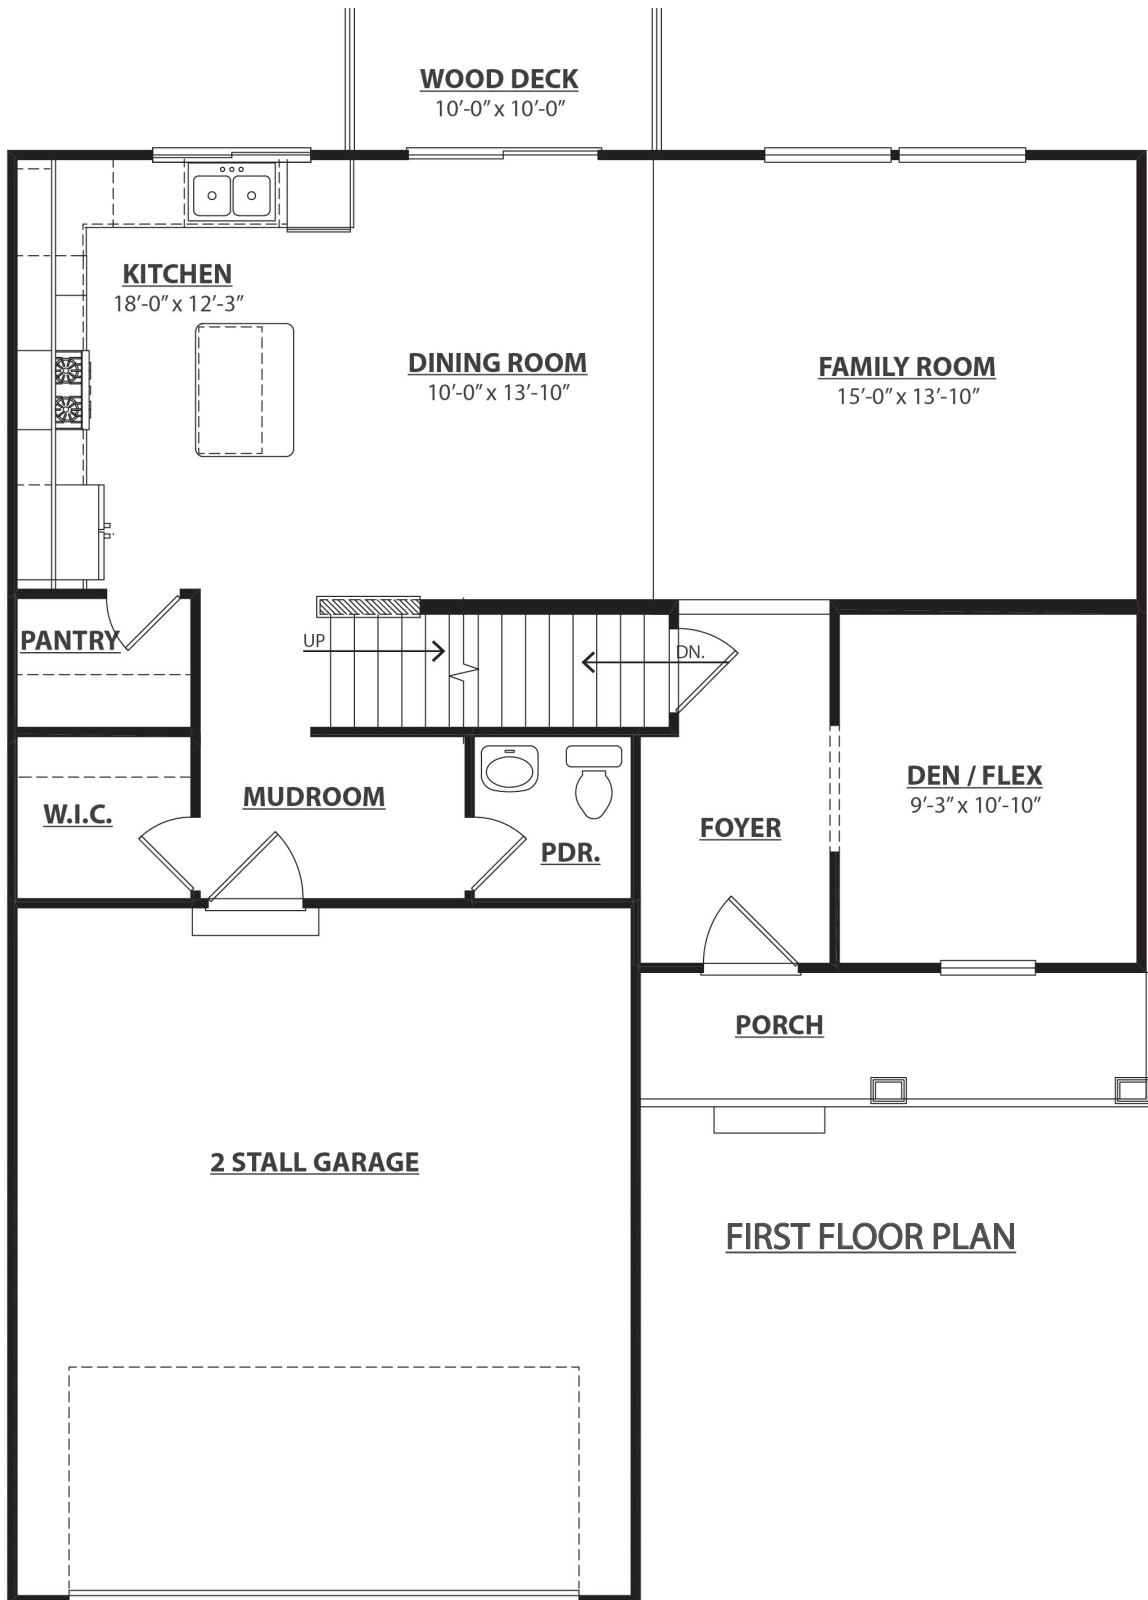 WOOD DECK
10’-0” x 10’-0”
KITCHEN
18’-0” x 12’-3”
DINING ROOM
10’-0” x 13’-10”
FAMILY ROOM
15’-0” x 13’-10”
PANTRY
UP
DN.
W.I.C.
MUDROOM
PDR.
FOYER
DEN / FLEX
9’-3” x 10’-10”
PORCH
2 STALL GARAGE
FIRST FLOOR PLAN